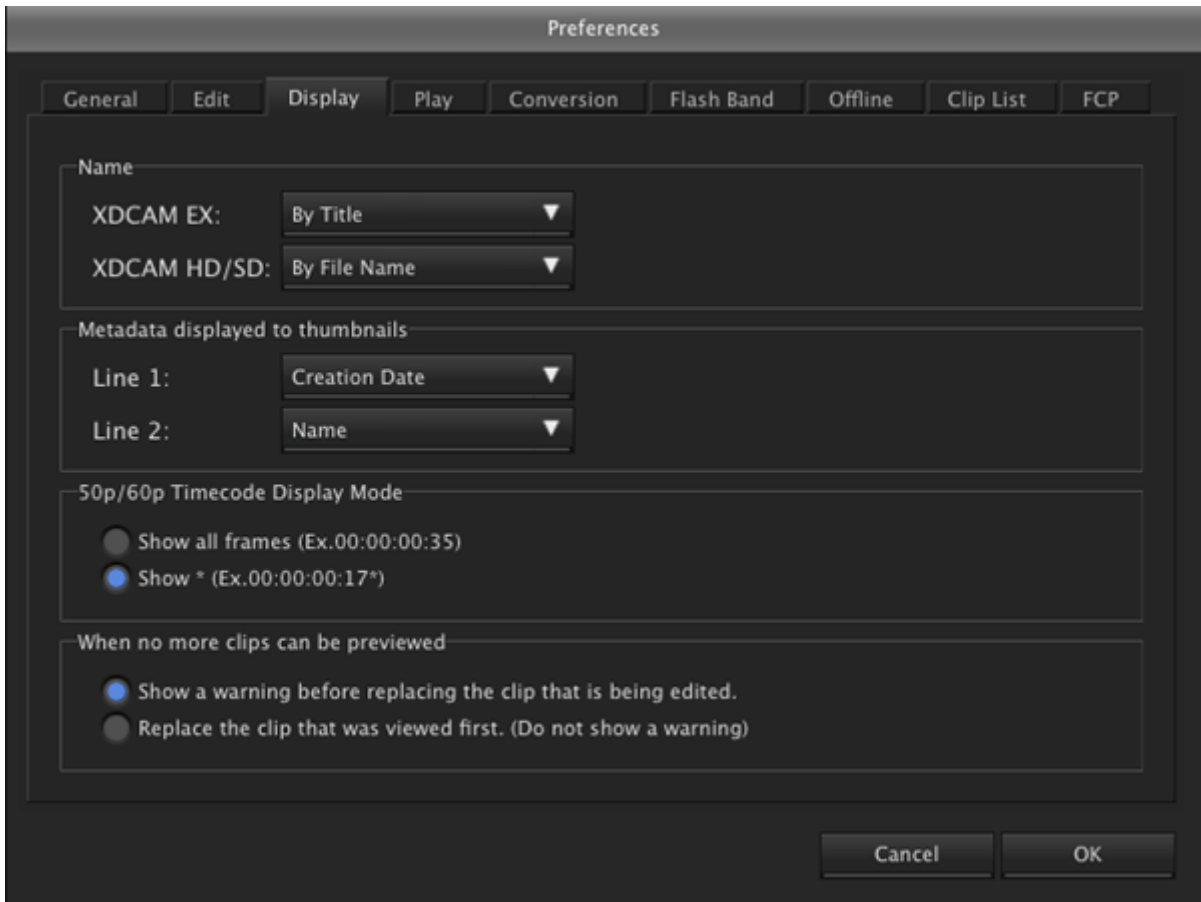 Preferences
General Edit Display Play Conversion Flash Band Offline Clip List FCP
Name
XDCAM EX: By Title
XDCAM HD/SD: By File Name
Metadata displayed to thumbnails
Line 1: Creation Date
Line 2: Name
50p/60p Timecode Display Mode
Show all frames (Ex.00:00:00:35)
Show * (Ex.00:00:00:17*)
When no more clips can be previewed
Show a warning before replacing the clip that is being edited.
Replace the clip that was viewed first. (Do not show a warning)
Cancel OK